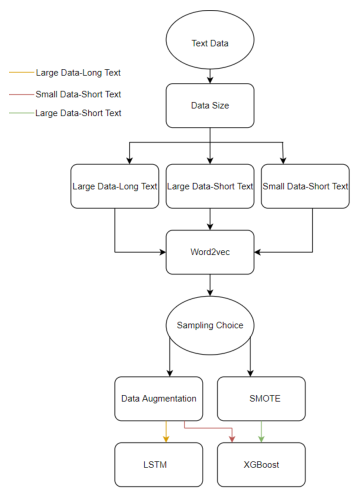 Text Data
Large Data-Long Text
Small Data-Short Text
Large Data-Short Text
Data Size
Large Data-Long Text
Large Data-Short Text
Small Data-Short Text
Word2vec
Sampling Choice
Data Augmentation
SMOTE
LSTM
XGBoost